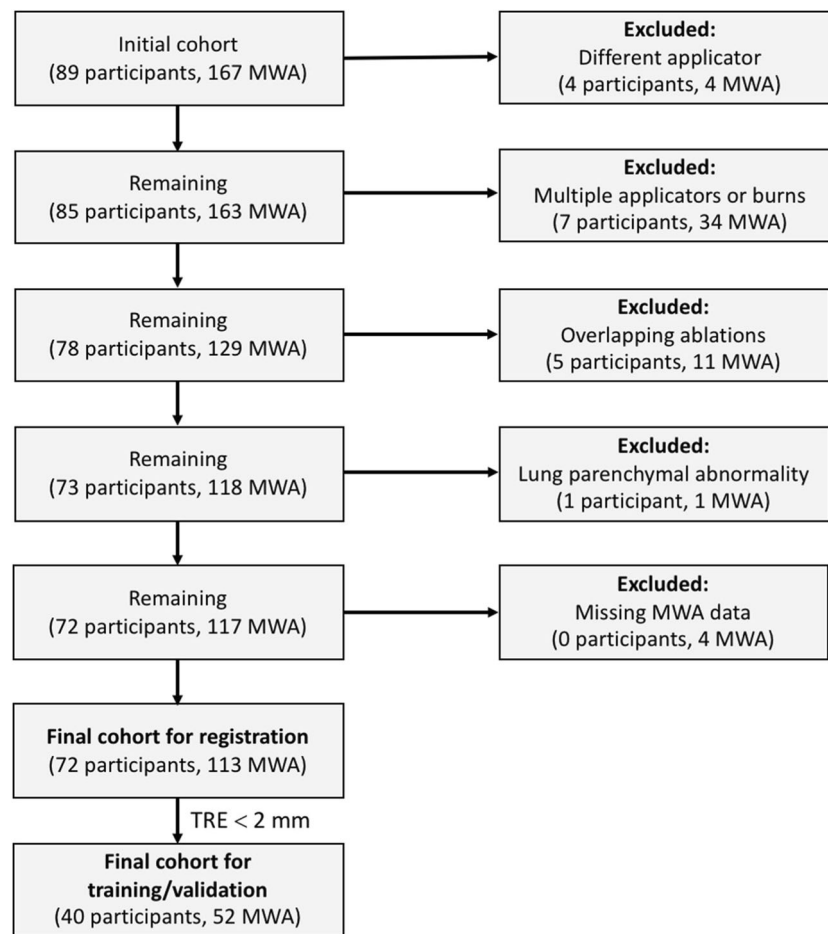 Initial cohort
(89 participants, 167 MWA)
Excluded:
Different applicator
(4 participants, 4 MWA)
Remaining
(85 participants, 163 MWA)
Excluded:
Multiple applicators or burns
(7 participants, 34 MWA)
Remaining
(78 participants, 129 MWA)
Excluded:
Overlapping ablations
(5 participants, 11 MWA)
Remaining
(73 participants, 118 MWA)
Excluded:
Lung parenchymal abnormality
(1 participant, 1 MWA)
Remaining
(72 participants, 117 MWA)
Excluded:
Missing MWA data
(0 participants, 4 MWA)
Final cohort for registration
(72 participants, 113 MWA)
TRE < 2 mm
Final cohort for
training/validation
(40 participants, 52 MWA)